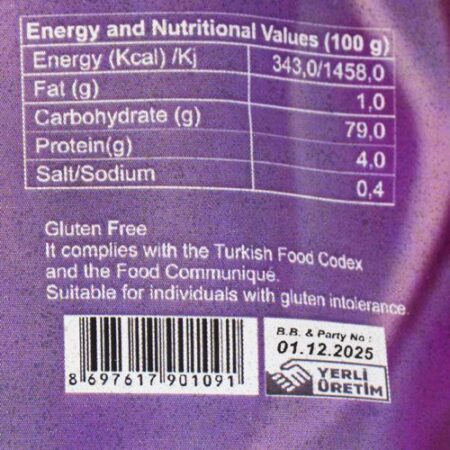 Energy and Nutritional Values (100 g)
Energy (Kcal) /Kj 343,0/1458,0
Fat (g) 1,0
Carbohydrate (g) 79,0
Protein(g) 4,0
Salt/Sodium 0,4
Gluten Free
It complies with the Turkish Food Codex
and the Food Communiqué.
Suitable for individuals with gluten intolerance.
B.B. & Party No :
01.12.2025
YERLİ
ÜRETİM
8 697617 901091